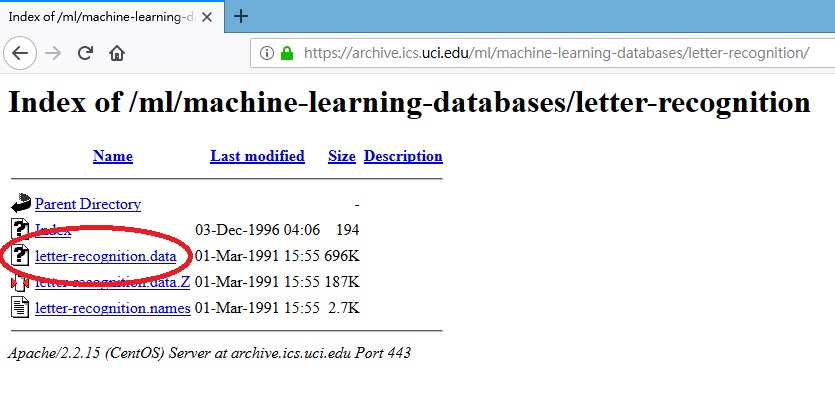 Index of /ml/machine-learning-d
https://archive.ics.uci.edu/ml/machine-learning-databases/letter-recognition/
Index of /ml/machine-learning-databases/letter-recognition
Name Last modified Size Description
Parent Directory -
Index 03-Dec-1996 04:06 194
letter-recognition.data 01-Mar-1991 15:55 696K
letter-recognition.data.Z 01-Mar-1991 15:55 187K
letter-recognition.names 01-Mar-1991 15:55 2.7K
Apache/2.2.15 (CentOS) Server at archive.ics.uci.edu Port 443